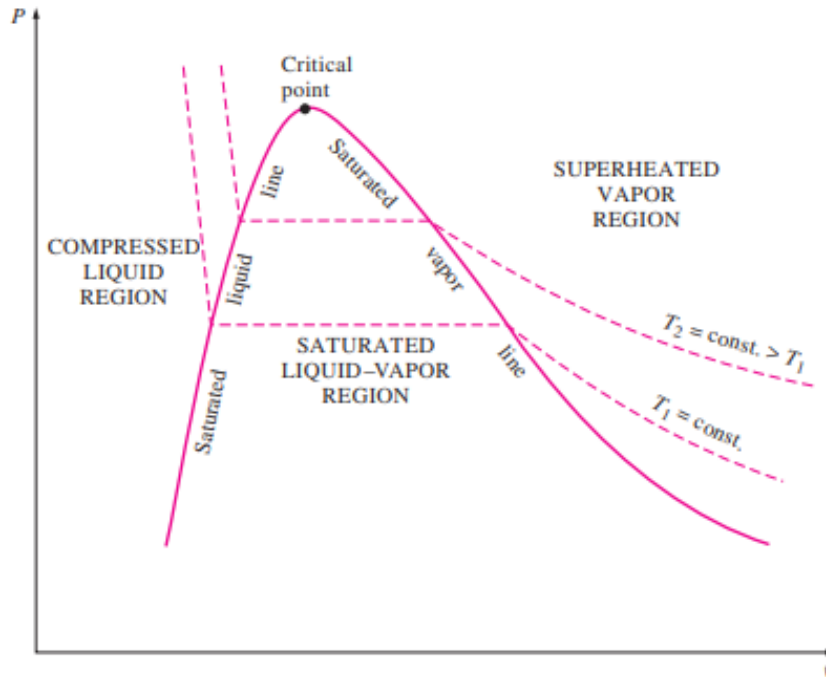 P
Critical
point
line
Saturated
SUPERHEATED
VAPOR
REGION
COMPRESSED
LIQUID
REGION
liquid
vapor
T₂ = const. > T₁
SATURATED
LIQUID–VAPOR
REGION
line
Saturated
T₁ = const.